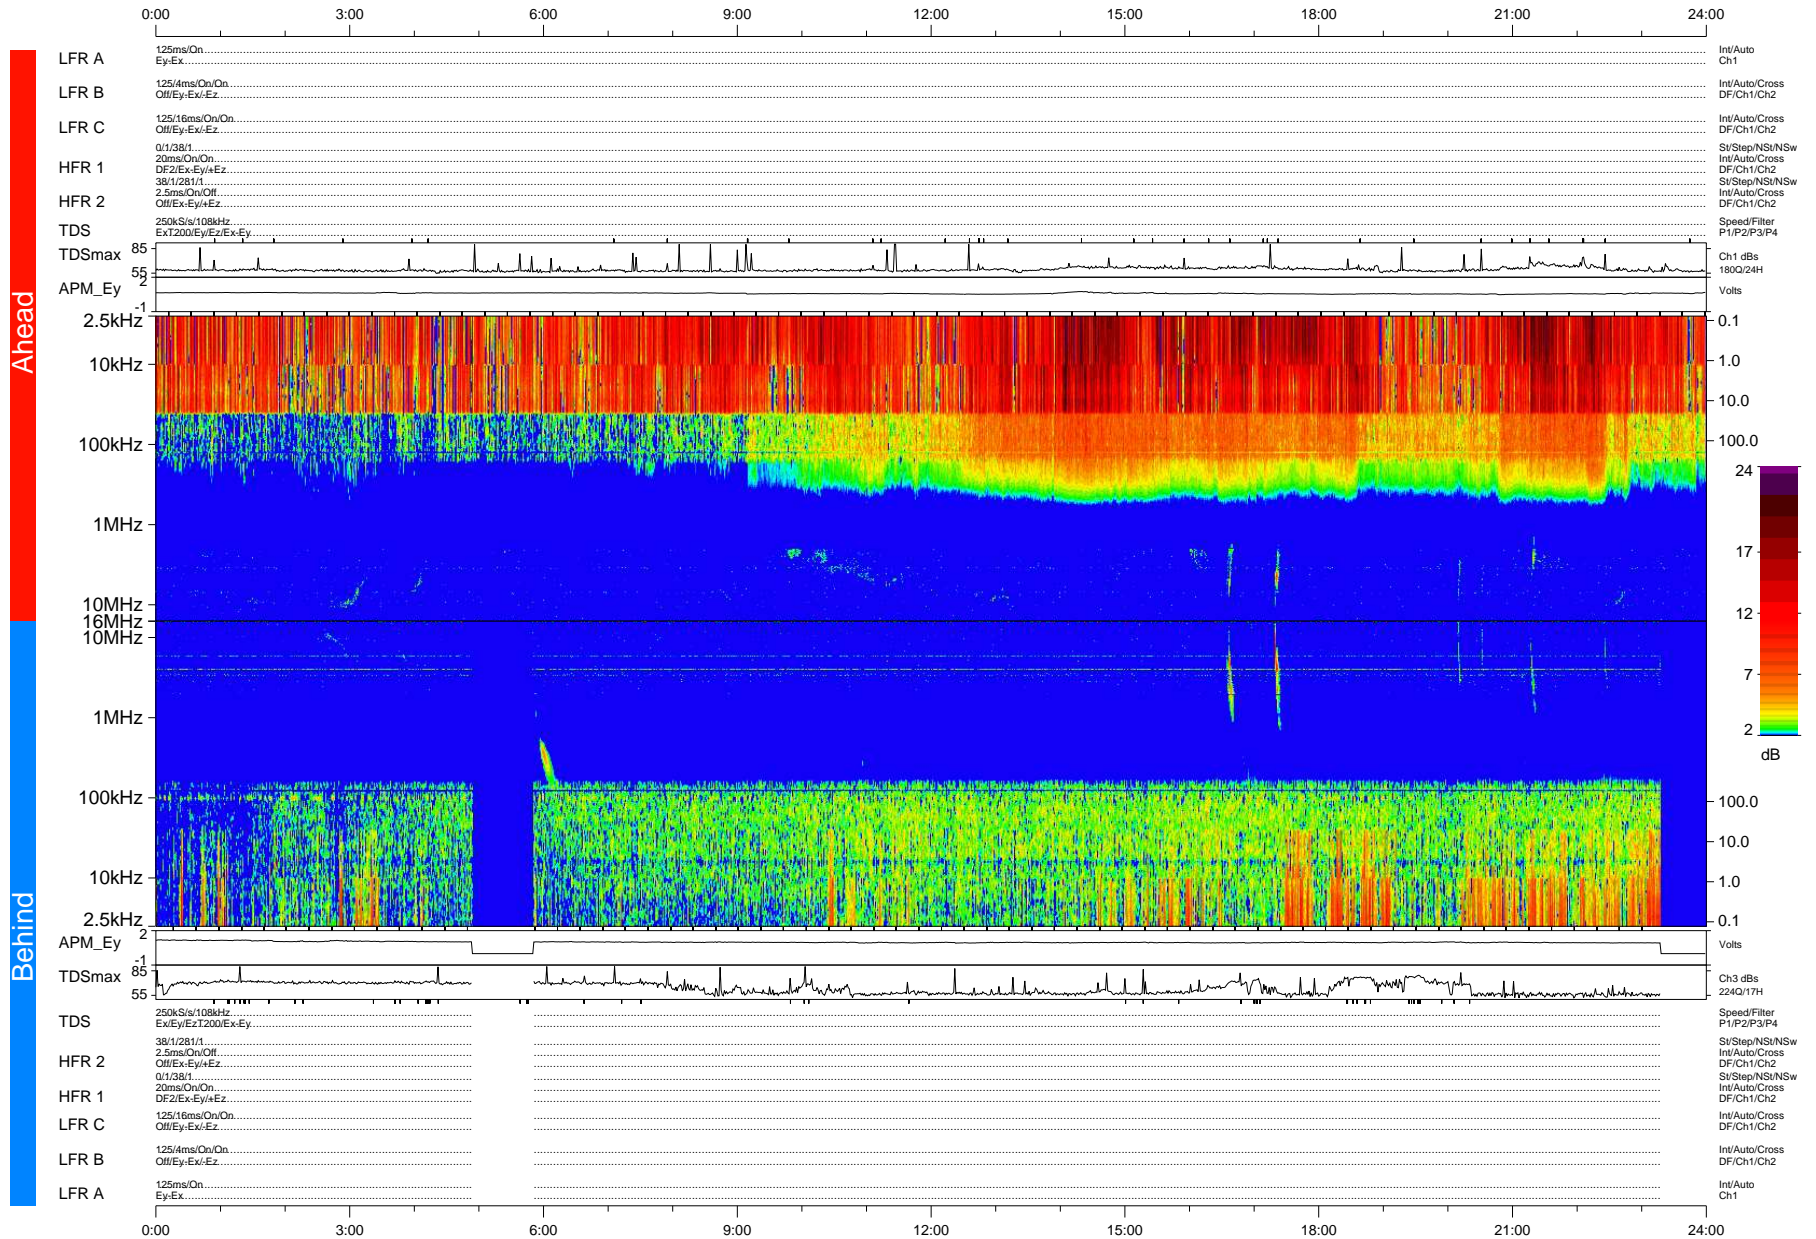 0:00 3:00 6:00 9:00 12:00 15:00 18:00 21:00 24:00
Ahead
LFR A 125ms/On Int/Auto
Ey-Ex Ch1
LFR B 125/4ms/On/On Int/Auto/Cross
Off/Ey-Ex/-Ez DF/Ch1/Ch2
LFR C 125/16ms/On/On Int/Auto/Cross
Off/Ey-Ex/-Ez DF/Ch1/Ch2
0/1/38/1 St/Step/NSt/NSw
HFR 1 20ms/On/On Int/Auto/Cross
DF2/Ex-Ey/+Ez DF/Ch1/Ch2
38/1/281/1 St/Step/NSt/NSw
HFR 2 2.5ms/On/Off Int/Auto/Cross
Off/Ex-Ey/+Ez DF/Ch1/Ch2
TDS 250kS/s/108kHz Speed/Filter
ExT200/Ey/Ez/Ex-Ey P1/P2/P3/P4
TDSmax 85 Ch1 dBs
55 180Q/24H
APM_Ey 2 Volts
-1
2.5kHz 0.1
10kHz 1.0
10.0
100kHz 100.0
1MHz
10MHz
16MHz
10MHz
1MHz
100kHz 100.0
10.0
10kHz 1.0
2.5kHz 0.1
24
17
12
7
2
dB
Behind
APM_Ey 2 Volts
-1
TDSmax 85 Ch3 dBs
55 224Q/17H
TDS 250kS/s/108kHz Speed/Filter
Ex/Ey/EzT200/Ex-Ey P1/P2/P3/P4
38/1/281/1 St/Step/NSt/NSw
HFR 2 2.5ms/On/Off Int/Auto/Cross
Off/Ex-Ey/+Ez DF/Ch1/Ch2
0/1/38/1 St/Step/NSt/NSw
HFR 1 20ms/On/On Int/Auto/Cross
DF2/Ex-Ey/+Ez DF/Ch1/Ch2
LFR C 125/16ms/On/On Int/Auto/Cross
Off/Ey-Ex/-Ez DF/Ch1/Ch2
LFR B 125/4ms/On/On Int/Auto/Cross
Off/Ey-Ex/-Ez DF/Ch1/Ch2
LFR A 125ms/On Int/Auto
Ey-Ex Ch1
0:00 3:00 6:00 9:00 12:00 15:00 18:00 21:00 24:00